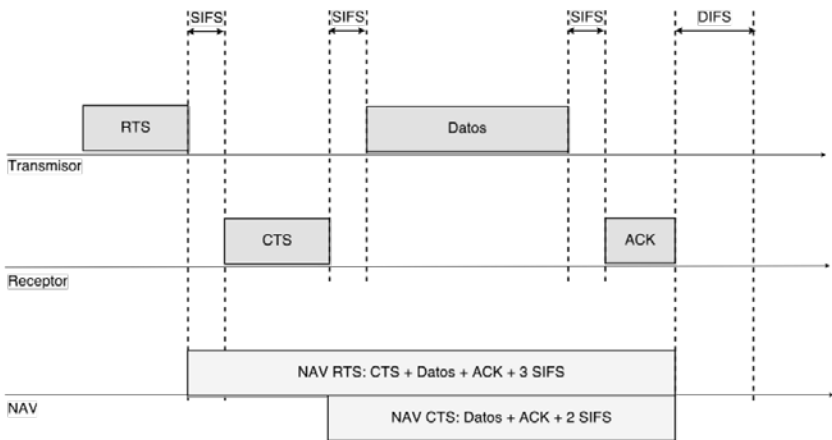 SIFS SIFS SIFS DIFS
RTS Datos
Transmisor
CTS ACK
Receptor
NAV RTS: CTS + Datos + ACK + 3 SIFS
NAV
NAV CTS: Datos + ACK + 2 SIFS